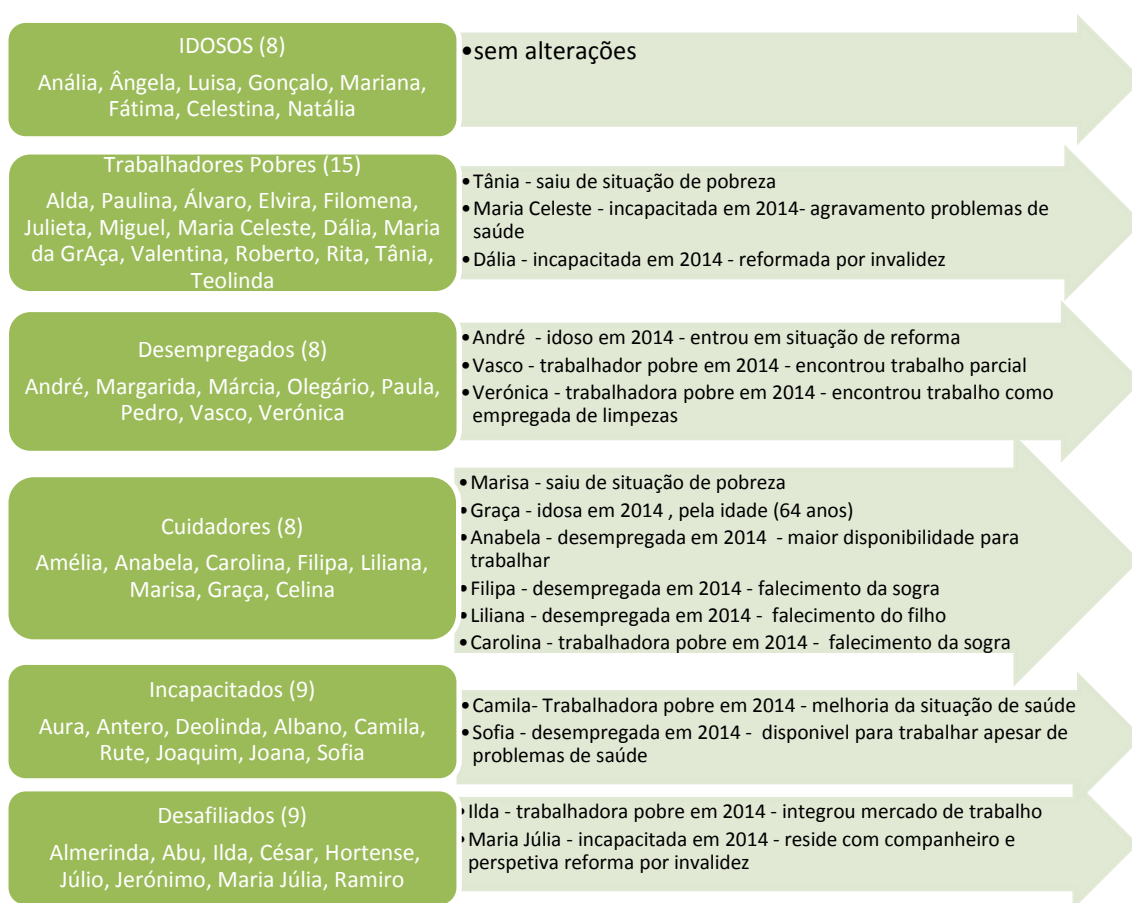 IDOSOS (8)
Anália, Ângela, Luisa, Gonçalo, Mariana,
Fátima, Celestina, Natália
•sem alterações
Trabalhadores Pobres (15)
Alda, Paulina, Álvaro, Elvira, Filomena,
Julieta, Miguel, Maria Celeste, Dália, Maria
da GrAça, Valentina, Roberto, Rita, Tânia,
Teolinda
•Tânia - saiu de situação de pobreza
•Maria Celeste - incapacitada em 2014- agravamento problemas de
saúde
•Dália - incapacitada em 2014 - reformada por invalidez
Desempregados (8)
André, Margarida, Márcia, Olegário, Paula,
Pedro, Vasco, Verónica
•André - idoso em 2014 - entrou em situação de reforma
•Vasco - trabalhador pobre em 2014 - encontrou trabalho parcial
•Verónica - trabalhadora pobre em 2014 - encontrou trabalho como
empregada de limpezas
Cuidadores (8)
Amélia, Anabela, Carolina, Filipa, Liliana,
Marisa, Graça, Celina
•Marisa - saiu de situação de pobreza
•Graça - idosa em 2014 , pela idade (64 anos)
•Anabela - desempregada em 2014 - maior disponibilidade para
trabalhar
•Filipa - desempregada em 2014 - falecimento da sogra
•Liliana - desempregada em 2014 - falecimento do filho
•Carolina - trabalhadora pobre em 2014 - falecimento da sogra
Incapacitados (9)
Aura, Antero, Deolinda, Albano, Camila,
Rute, Joaquim, Joana, Sofia
•Camila- Trabalhadora pobre em 2014 - melhoria da situação de saúde
•Sofia - desempregada em 2014 - disponivel para trabalhar apesar de
problemas de saúde
Desafiliados (9)
Almerinda, Abu, Ilda, César, Hortense,
Júlio, Jerónimo, Maria Júlia, Ramiro
•Ilda - trabalhadora pobre em 2014 - integrou mercado de trabalho
•Maria Júlia - incapacitada em 2014 - reside com companheiro e
perspetiva reforma por invalidez